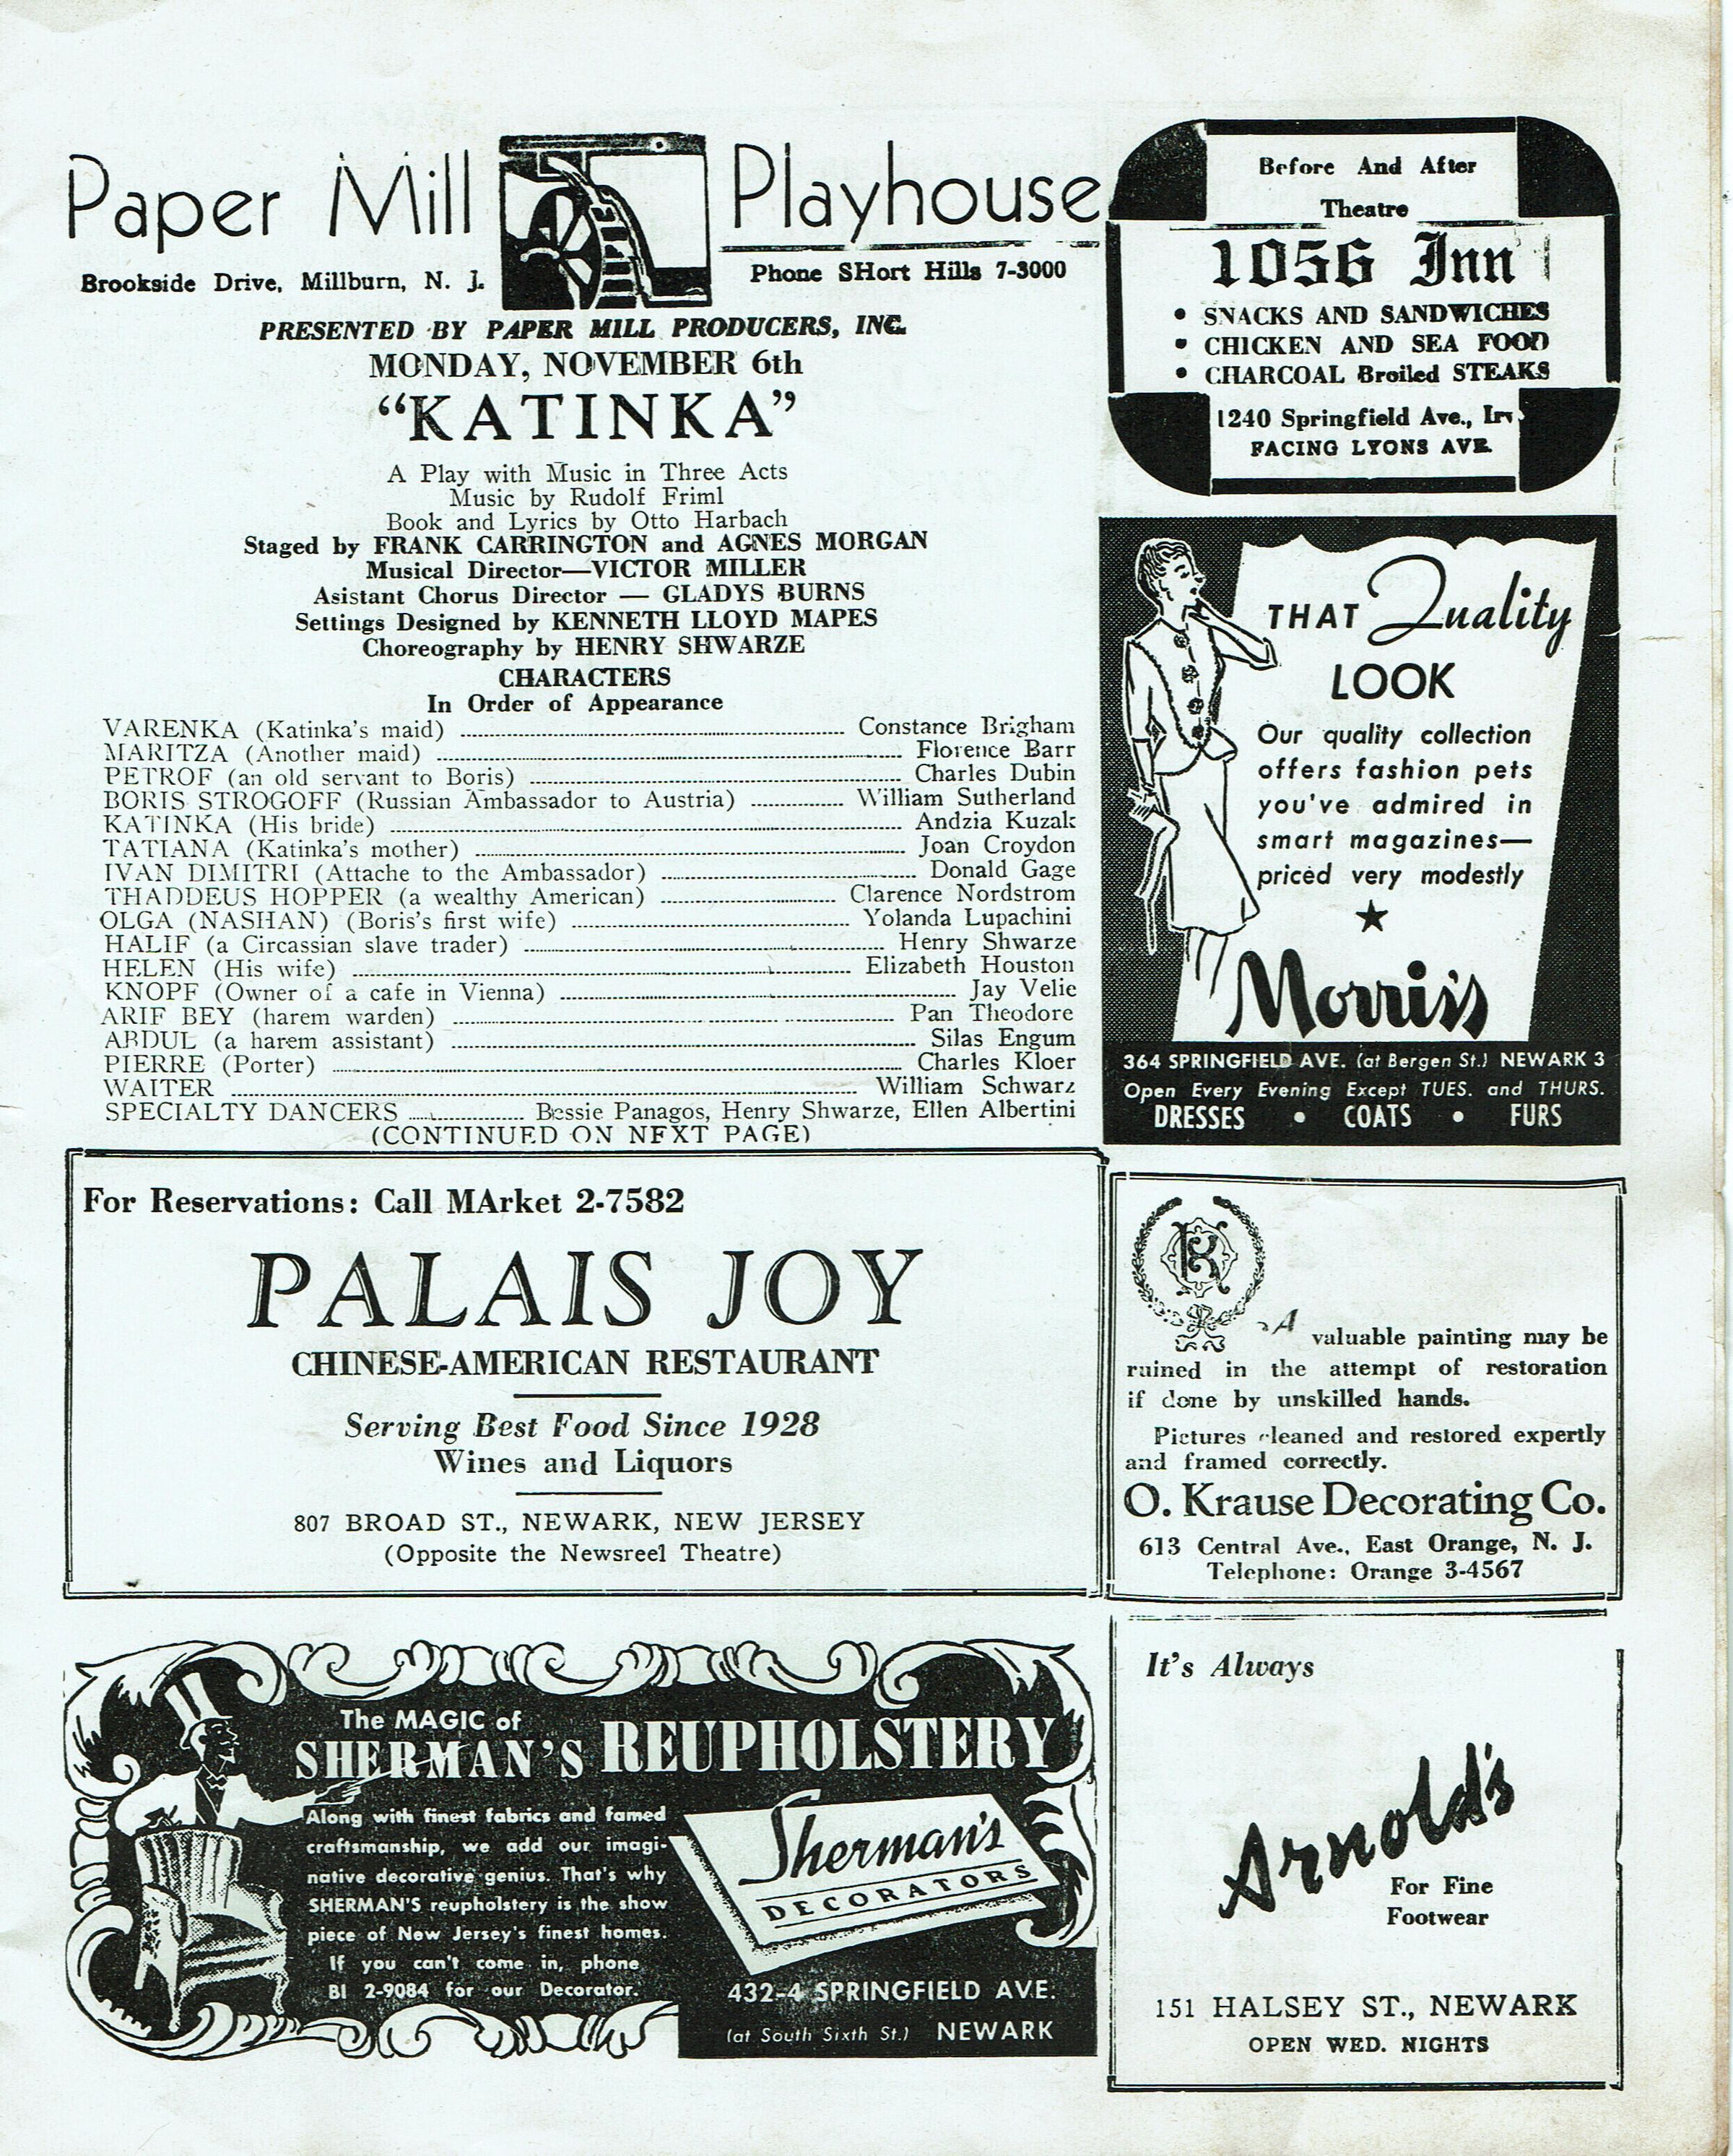 Paper Mill Playhouse
Brookside Drive, Millburn, N. J.
Phone SHort Hills 7-3000
PRESENTED BY PAPER MILL PRODUCERS, INC.
MONDAY, NOVEMBER 6th
"KATINKA"
A Play with Music in Three Acts
Music by Rudolf Friml
Book and Lyrics by Otto Harbach
Staged by FRANK CARRINGTON and AGNES MORGAN
Musical Director—VICTOR MILLER
Asistant Chorus Director — GLADYS BURNS
Settings Designed by KENNETH LLOYD MAPES
Choreography by HENRY SHWARZE
CHARACTERS
In Order of Appearance
VARENKA (Katinka's maid) ........ Constance Brigham
MARITZA (Another maid) ........ Florence Barr
PETROF (an old servant to Boris) ........ Charles Dubin
BORIS STROGOFF (Russian Ambassador to Austria) ........ William Sutherland
KATINKA (His bride) ........ Andzia Kuzak
TATIANA (Katinka's mother) ........ Joan Croydon
IVAN DIMITRI (Attache to the Ambassador) ........ Donald Gage
THADDEUS HOPPER (a wealthy American) ........ Clarence Nordstrom
OLGA (NASHAN) (Boris's first wife) ........ Yolanda Lupachini
HALIF (a Circassian slave trader) ........ Henry Shwarze
HELEN (His wife) ........ Elizabeth Houston
KNOPF (Owner of a cafe in Vienna) ........ Jay Velie
ARIF BEY (harem warden) ........ Pan Theodore
ABDUL (a harem assistant) ........ Silas Engum
PIERRE (Porter) ........ Charles Kloer
WAITER ........ William Schwarz
SPECIALTY DANCERS ........ Bessie Panagos, Henry Shwarze, Ellen Albertini
(CONTINUED ON NEXT PAGE)
Before And After
Theatre
1056 Inn
• SNACKS AND SANDWICHES
• CHICKEN AND SEA FOOD
• CHARCOAL Broiled STEAKS
1240 Springfield Ave., Irv
FACING LYONS AVE.
THAT Quality
LOOK
Our quality collection
offers fashion pets
you've admired in
smart magazines—
priced very modestly
★
Morris's
364 SPRINGFIELD AVE. (at Bergen St.) NEWARK 3
Open Every Evening Except TUES. and THURS.
DRESSES • COATS • FURS
For Reservations: Call MArket 2-7582
PALAIS JOY
CHINESE-AMERICAN RESTAURANT
Serving Best Food Since 1928
Wines and Liquors
807 BROAD ST., NEWARK, NEW JERSEY
(Opposite the Newsreel Theatre)
K
A valuable painting may be
ruined in the attempt of restoration
if done by unskilled hands.
Pictures cleaned and restored expertly
and framed correctly.
O. Krause Decorating Co.
613 Central Ave., East Orange, N. J.
Telephone: Orange 3-4567
The MAGIC of
SHERMAN'S REUPHOLSTERY
Along with finest fabrics and famed
craftsmanship, we add our imagi-
native decorative genius. That's why
SHERMAN'S reupholstery is the show
piece of New Jersey's finest homes.
If you can't come in, phone
BI 2-9084 for our Decorator.
Sherman's
DECORATORS
432-4 SPRINGFIELD AVE.
(at South Sixth St.) NEWARK
It's Always
Arnold's
For Fine
Footwear
151 HALSEY ST., NEWARK
OPEN WED. NIGHTS